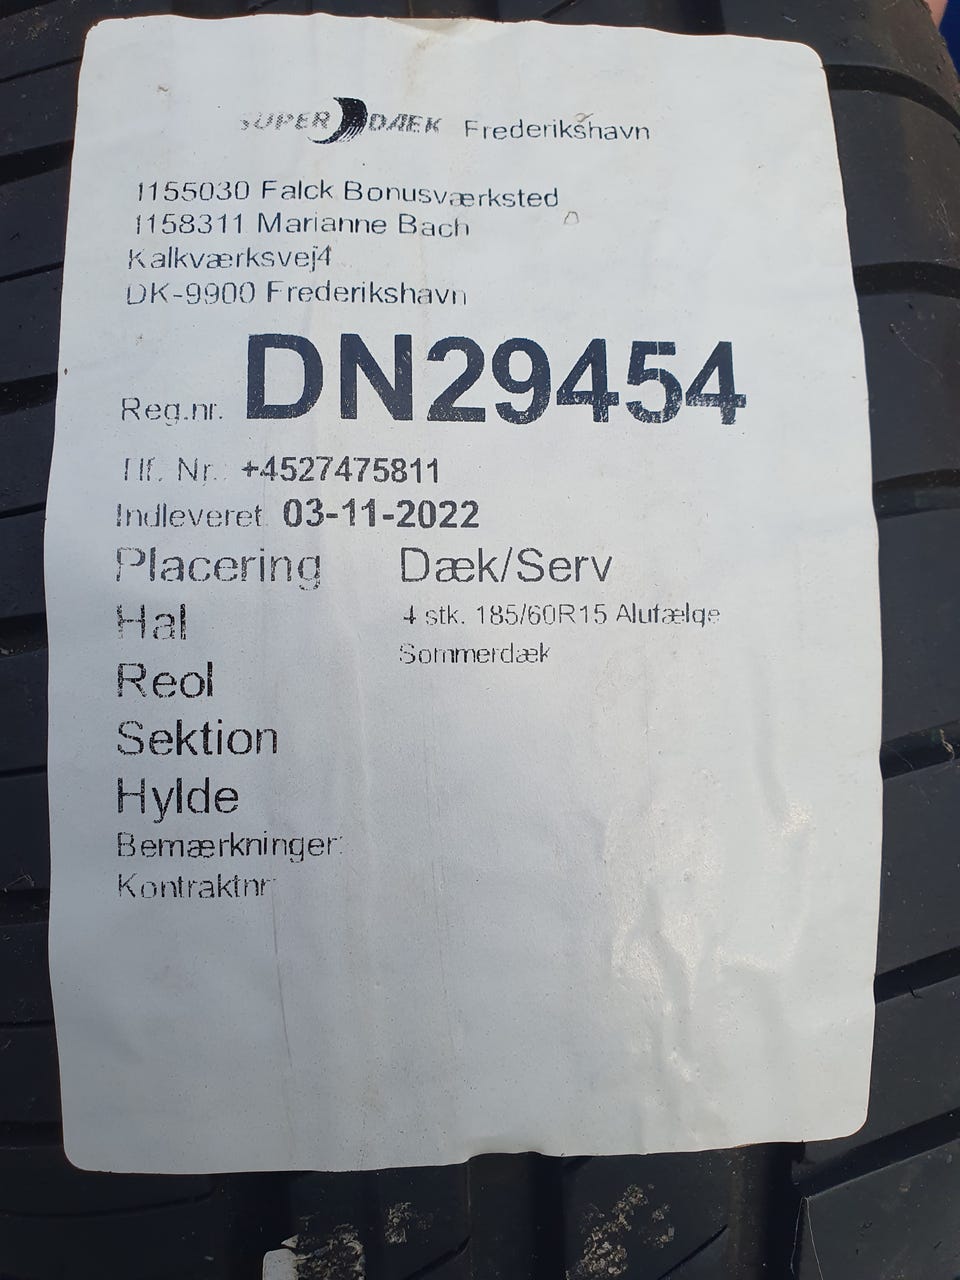 SUPER DÆK Frederikshavn
1155030 Falck Bonusværksted
1158311 Marianne Bach
Kalkværksvej4
DK-9900 Frederikshavn
Reg.nr. DN29454
Tlf. Nr.: +4527475811
Indleveret: 03-11-2022
Placering Dæk/Serv
Hal 4 stk. 185/60R15 Alufælge
Sommerdæk
Reol
Sektion
Hylde
Bemærkninger:
Kontraktnr: